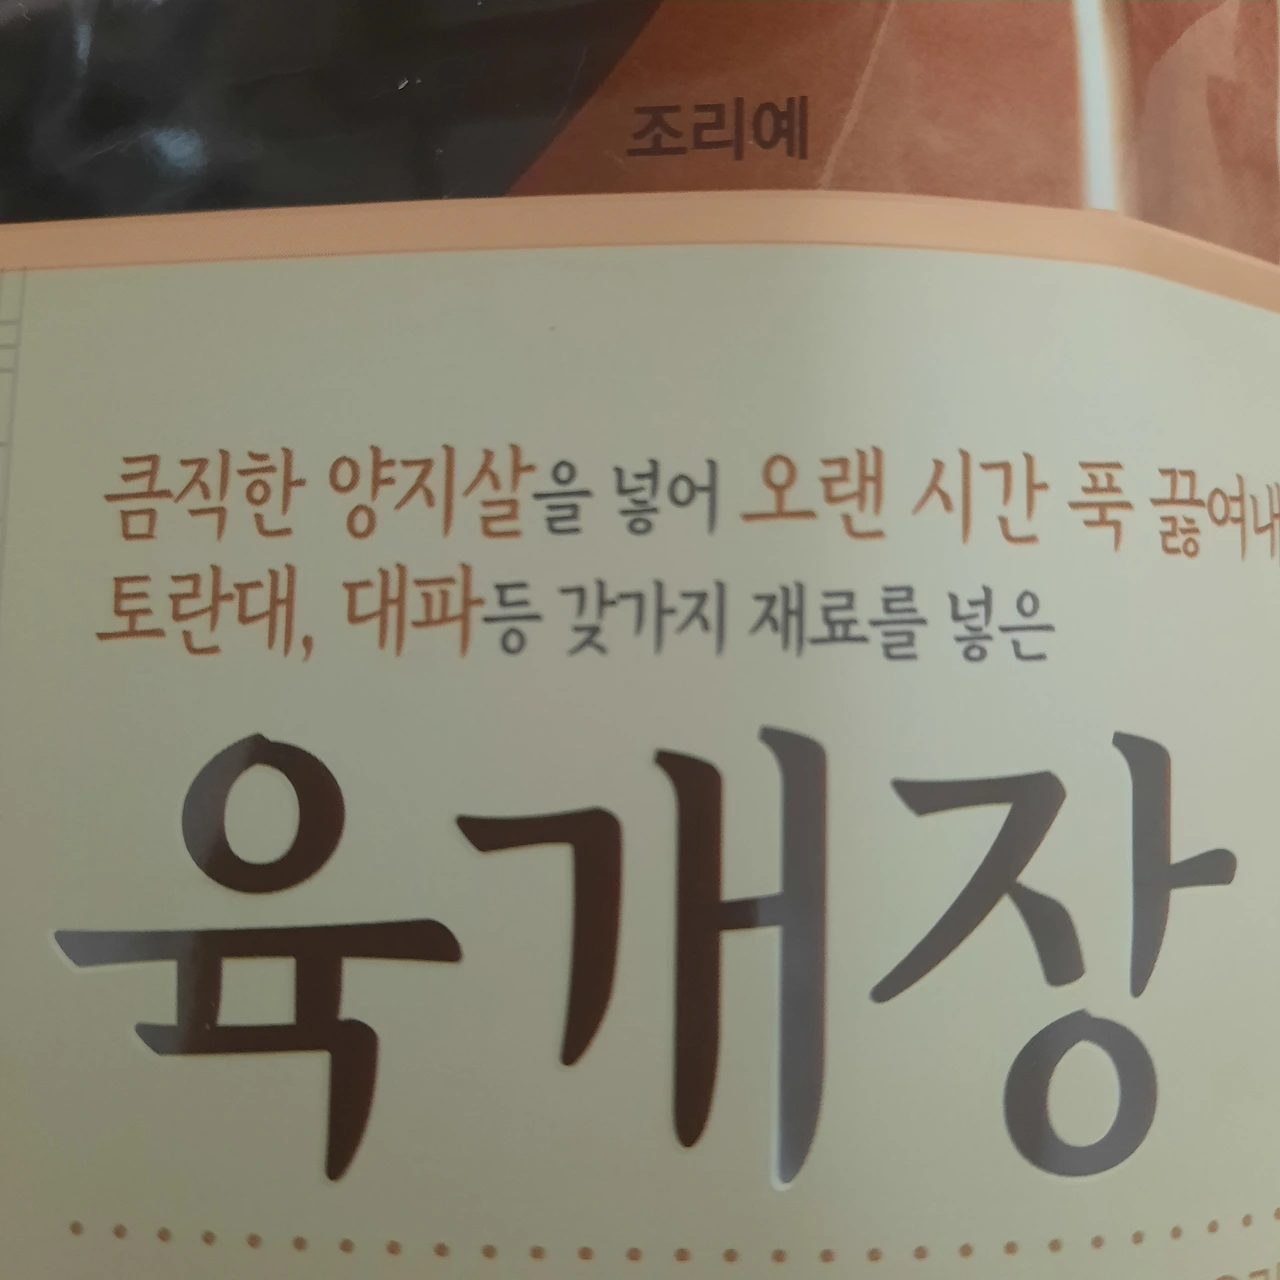 조리예
큼직한 양지살을 넣어 오랜 시간 푹 끓여내
토란대, 대파등 갖가지 재료를 넣은
육개장